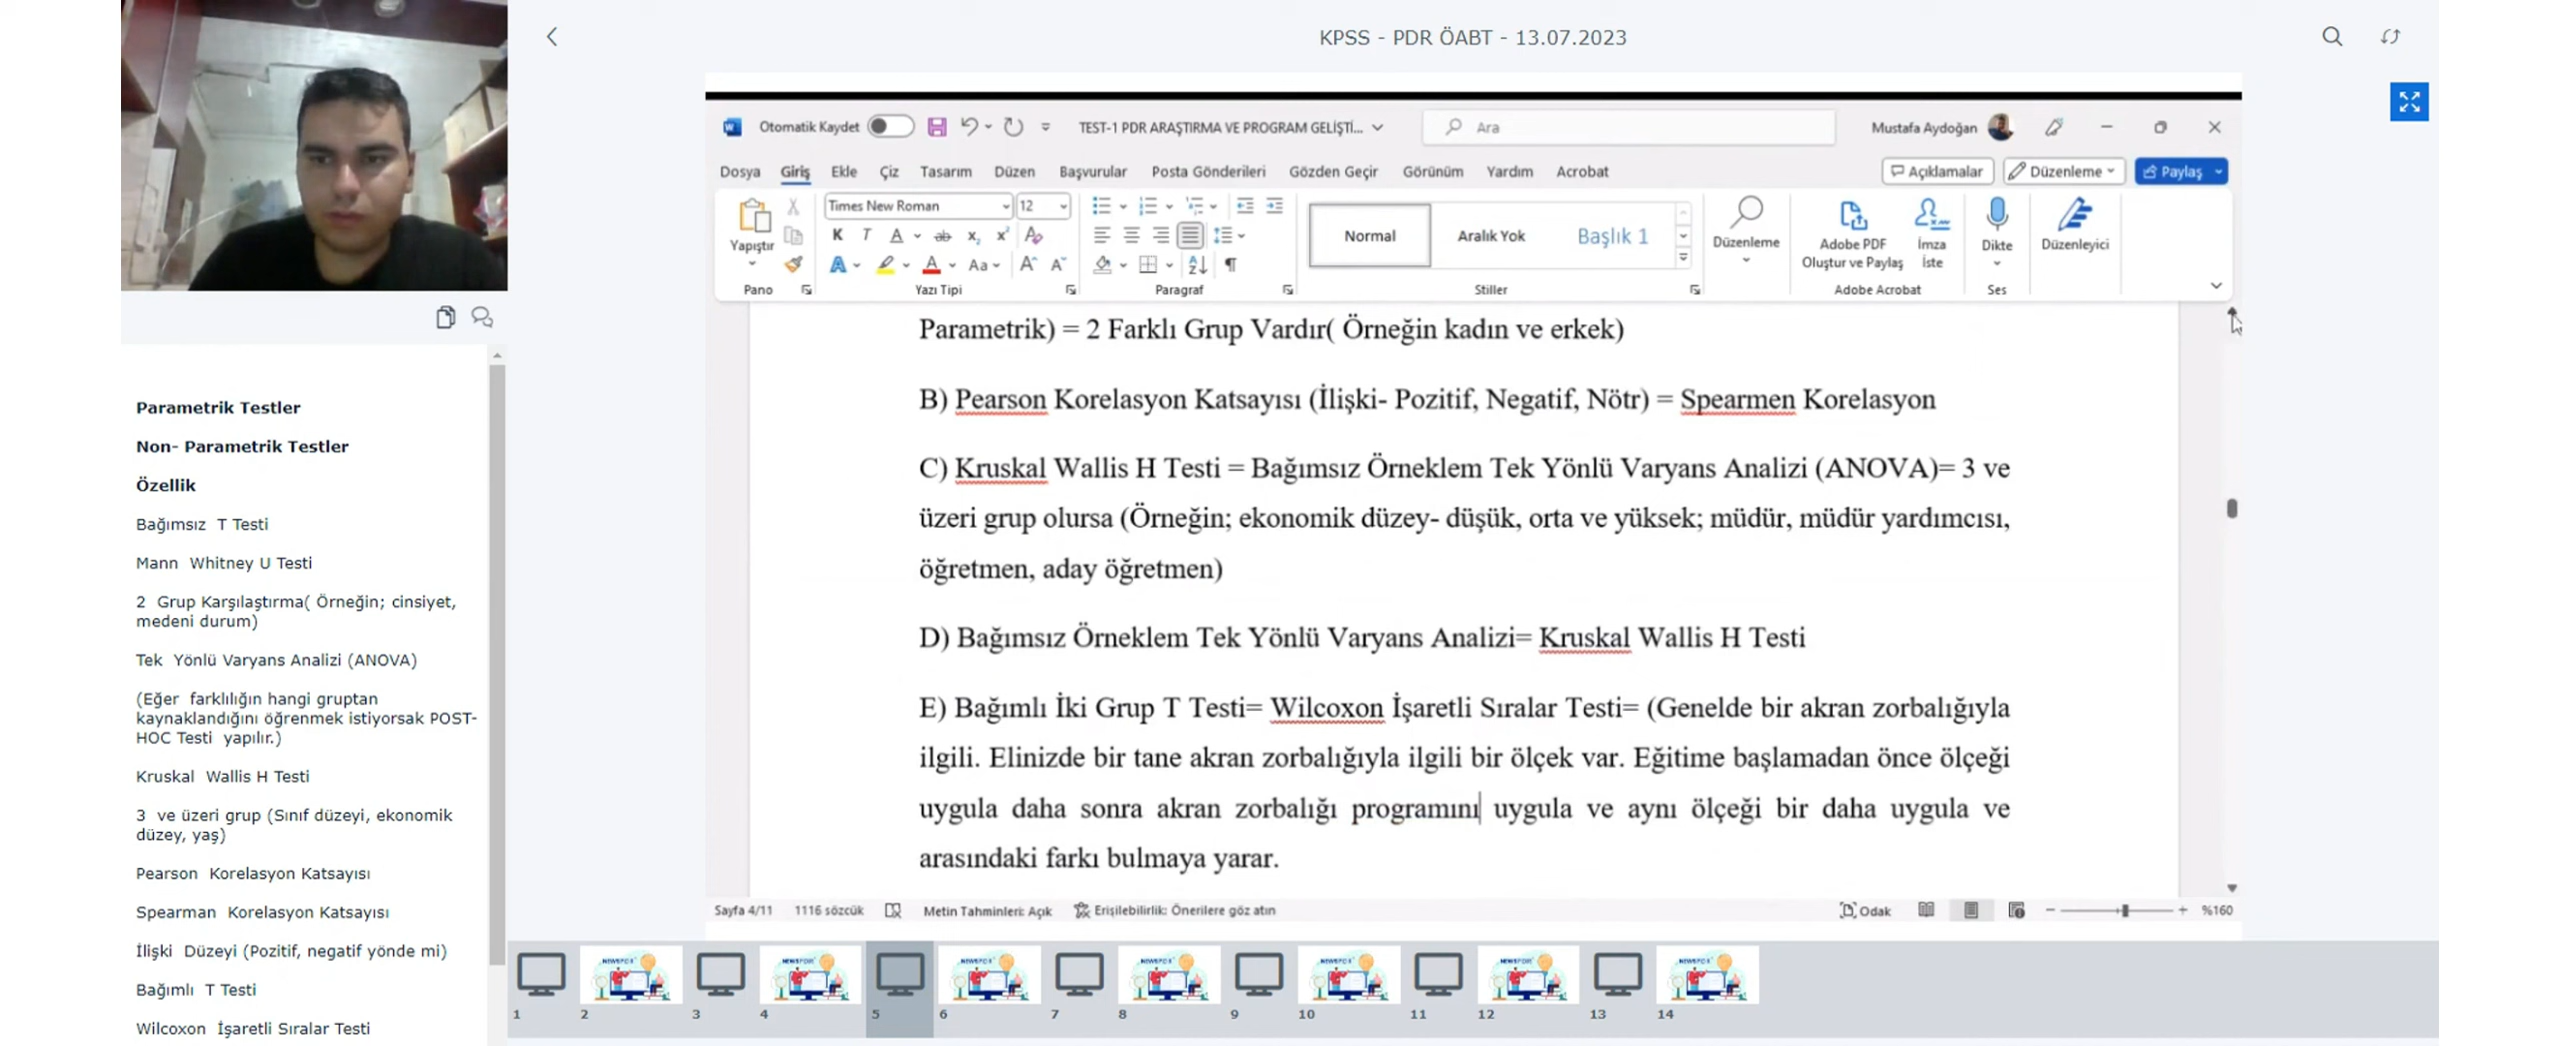 KPSS - PDR ÖABT - 13.07.2023
Otomatik Kaydet
TEST-1 PDR ARAŞTIRMA VE PROGRAM GELİŞTİ...
Ara
Mustafa Aydoğan
Dosya Giriş Ekle Çiz Tasarım Düzen Başvurular Posta Gönderileri Gözden Geçir Görünüm Yardım Acrobat
Açıklamalar Düzenleme Paylaş
Yapıştır
Times New Roman 12
K T A ab x₂ x² A
A A Aa A A
Normal Aralık Yok Başlık 1
Düzenleme
Adobe PDF
Oluştur ve Paylaş
İmza
İste
Dikte
Düzenleyici
Pano Yazı Tipi Paragraf Stiller Adobe Acrobat Ses
Parametrik) = 2 Farklı Grup Vardır( Örneğin kadın ve erkek)
B) Pearson Korelasyon Katsayısı (İlişki- Pozitif, Negatif, Nötr) = Spearmen Korelasyon
C) Kruskal Wallis H Testi = Bağımsız Örneklem Tek Yönlü Varyans Analizi (ANOVA)= 3 ve
üzeri grup olursa (Örneğin; ekonomik düzey- düşük, orta ve yüksek; müdür, müdür yardımcısı,
öğretmen, aday öğretmen)
D) Bağımsız Örneklem Tek Yönlü Varyans Analizi= Kruskal Wallis H Testi
E) Bağımlı İki Grup T Testi= Wilcoxon İşaretli Sıralar Testi= (Genelde bir akran zorbalığıyla
ilgili. Elinizde bir tane akran zorbalığıyla ilgili bir ölçek var. Eğitime başlamadan önce ölçeği
uygula daha sonra akran zorbalığı programını uygula ve aynı ölçeği bir daha uygula ve
arasındaki farkı bulmaya yarar.
Sayfa 4/11 1116 sözcük Metin Tahminleri: Açık Erişilebilirlik: Önerilere göz atın
Odak %160
Parametrik Testler
Non- Parametrik Testler
Özellik
Bağımsız T Testi
Mann Whitney U Testi
2 Grup Karşılaştırma( Örneğin; cinsiyet,
medeni durum)
Tek Yönlü Varyans Analizi (ANOVA)
(Eğer farklılığın hangi gruptan
kaynaklandığını öğrenmek istiyorsak POST-
HOC Testi yapılır.)
Kruskal Wallis H Testi
3 ve üzeri grup (Sınıf düzeyi, ekonomik
düzey, yaş)
Pearson Korelasyon Katsayısı
Spearman Korelasyon Katsayısı
İlişki Düzeyi (Pozitif, negatif yönde mi)
Bağımlı T Testi
Wilcoxon İşaretli Sıralar Testi
1 2 3 4 5 6 7 8 9 10 11 12 13 14